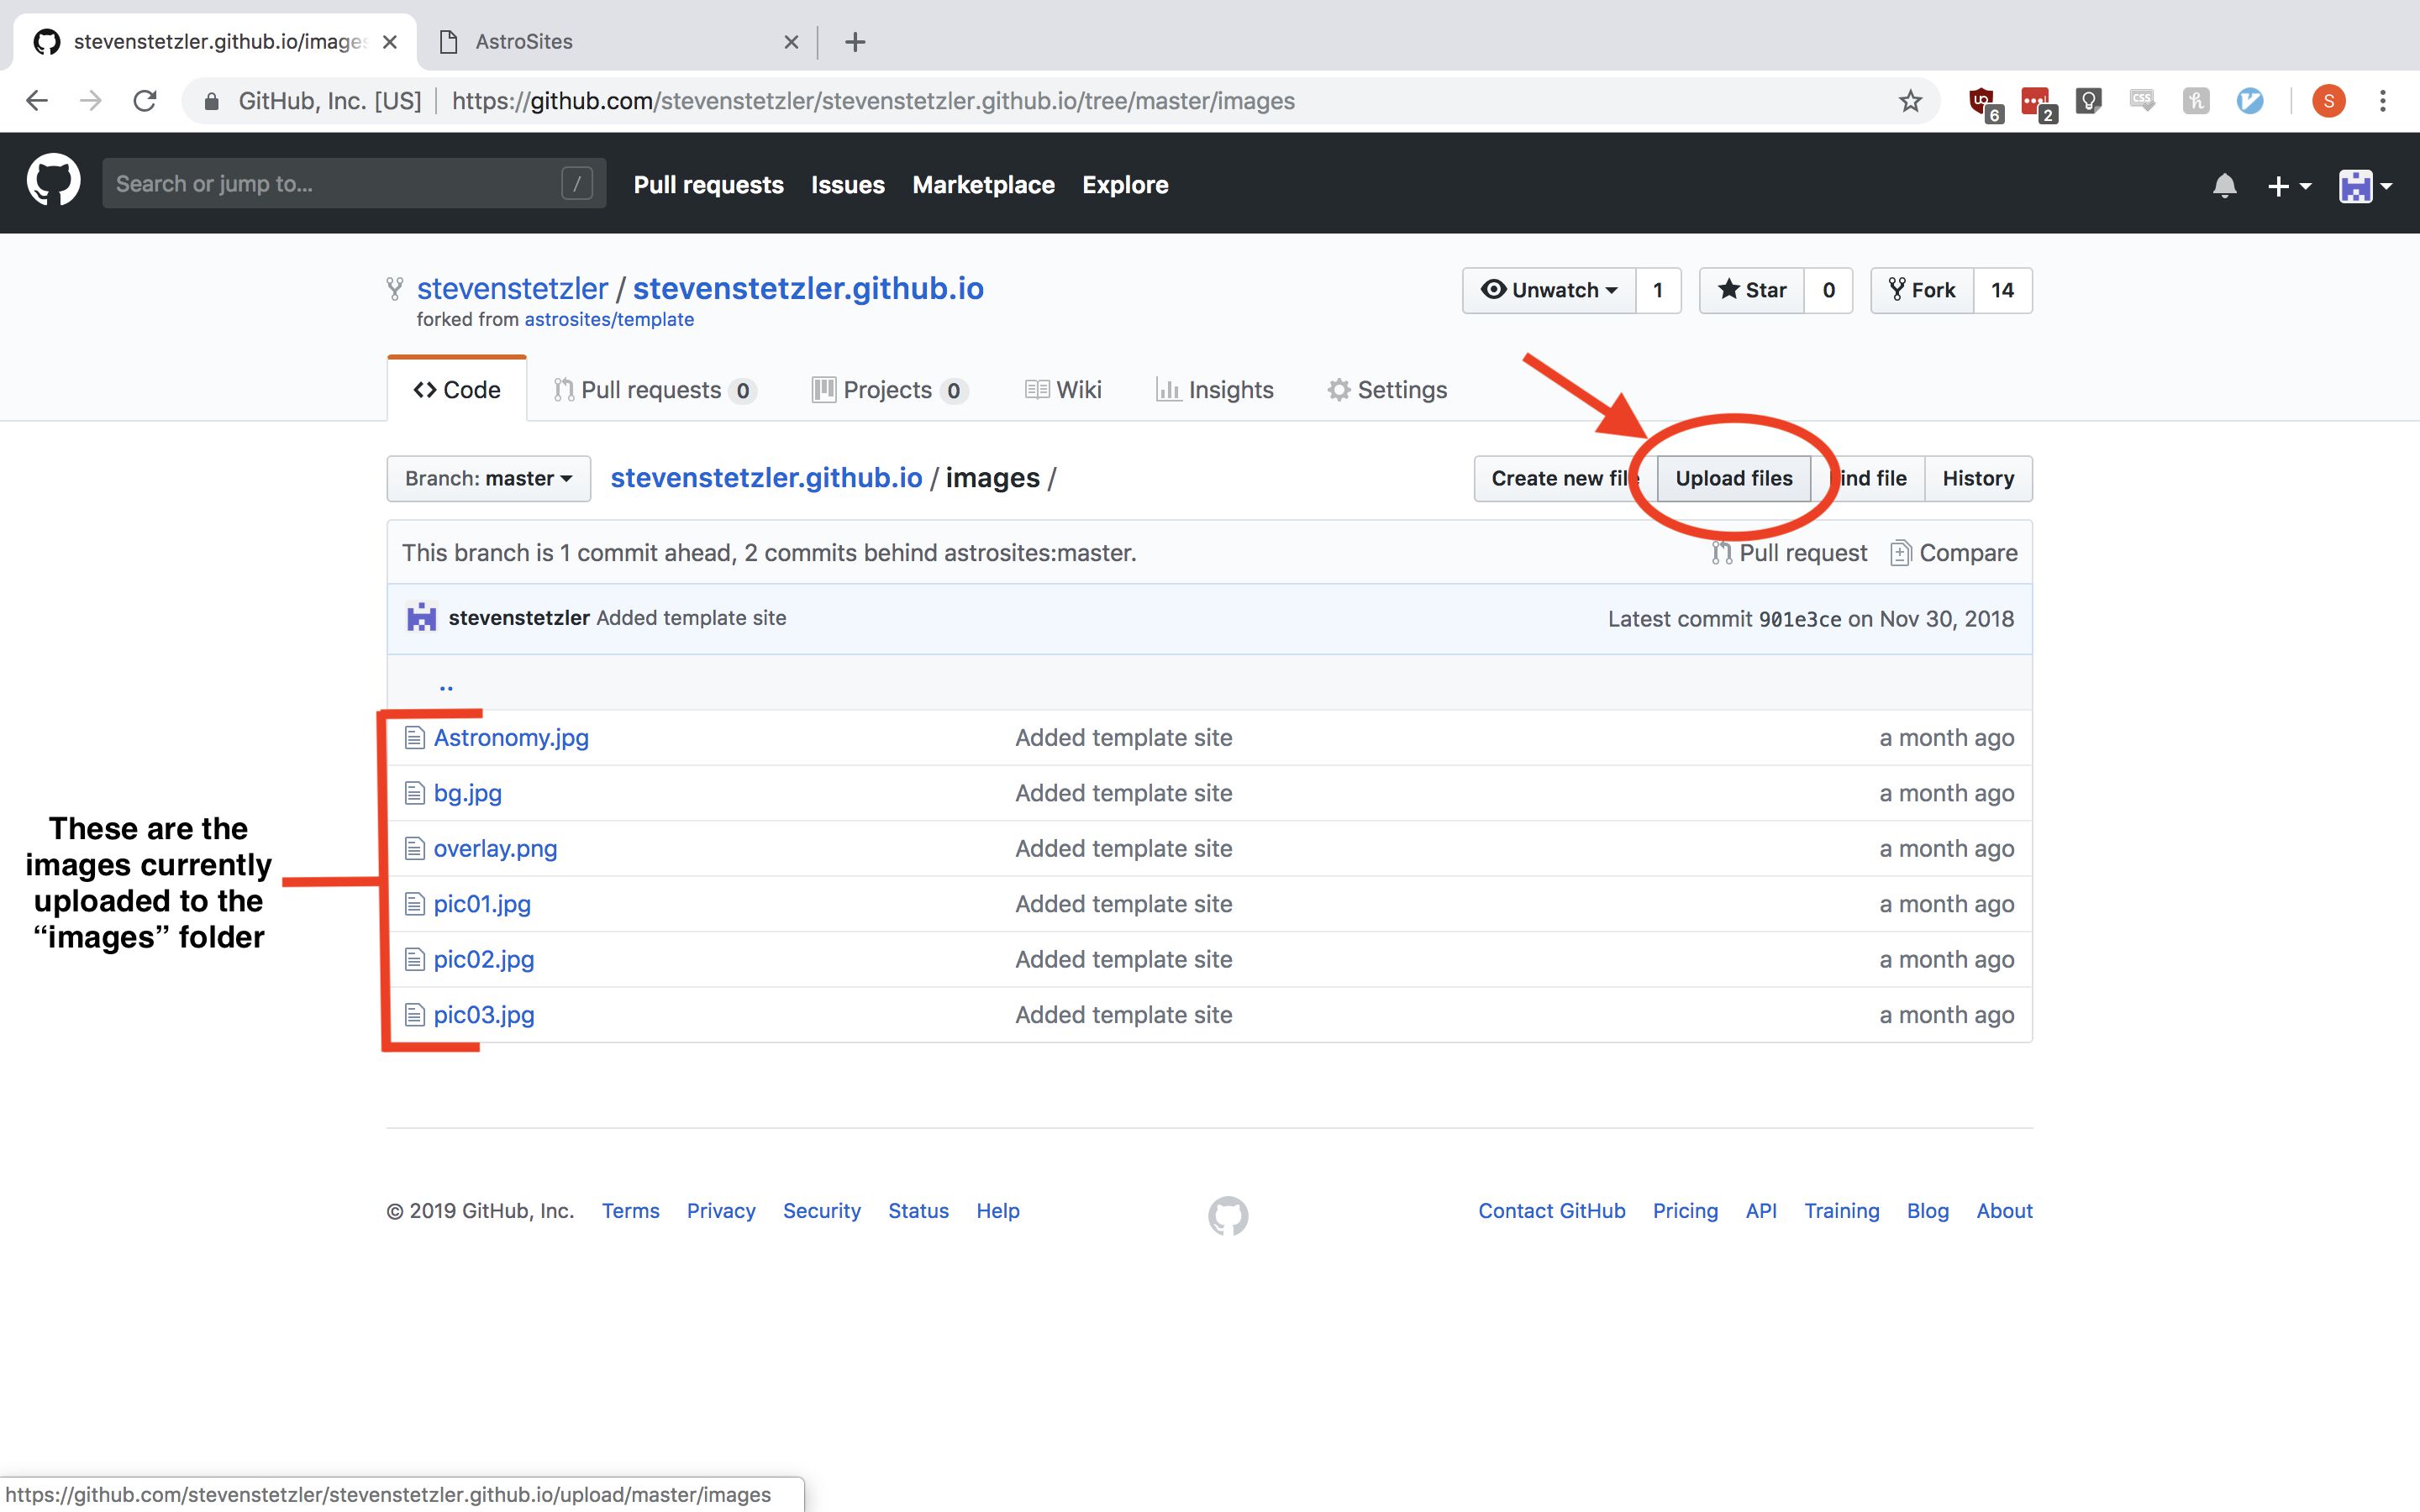 stevenstetzler.github.io/images
AstroSites
GitHub, Inc. [US] https://github.com/stevenstetzler/stevenstetzler.github.io/tree/master/images
6
2
CSS
S
Search or jump to... /
Pull requests Issues Marketplace Explore
stevenstetzler / stevenstetzler.github.io
Unwatch 1 Star 0 Fork 14
forked from astrosites/template
Code Pull requests 0 Projects 0 Wiki Insights Settings
Branch: master stevenstetzler.github.io / images /
Create new file Upload files ind file History
This branch is 1 commit ahead, 2 commits behind astrosites:master.
Pull request Compare
stevenstetzler Added template site
Latest commit 901e3ce on Nov 30, 2018
..
Astronomy.jpg Added template site a month ago
bg.jpg Added template site a month ago
overlay.png Added template site a month ago
pic01.jpg Added template site a month ago
pic02.jpg Added template site a month ago
pic03.jpg Added template site a month ago
These are the
images currently
uploaded to the
“images” folder
© 2019 GitHub, Inc. Terms Privacy Security Status Help
Contact GitHub Pricing API Training Blog About
https://github.com/stevenstetzler/stevenstetzler.github.io/upload/master/images